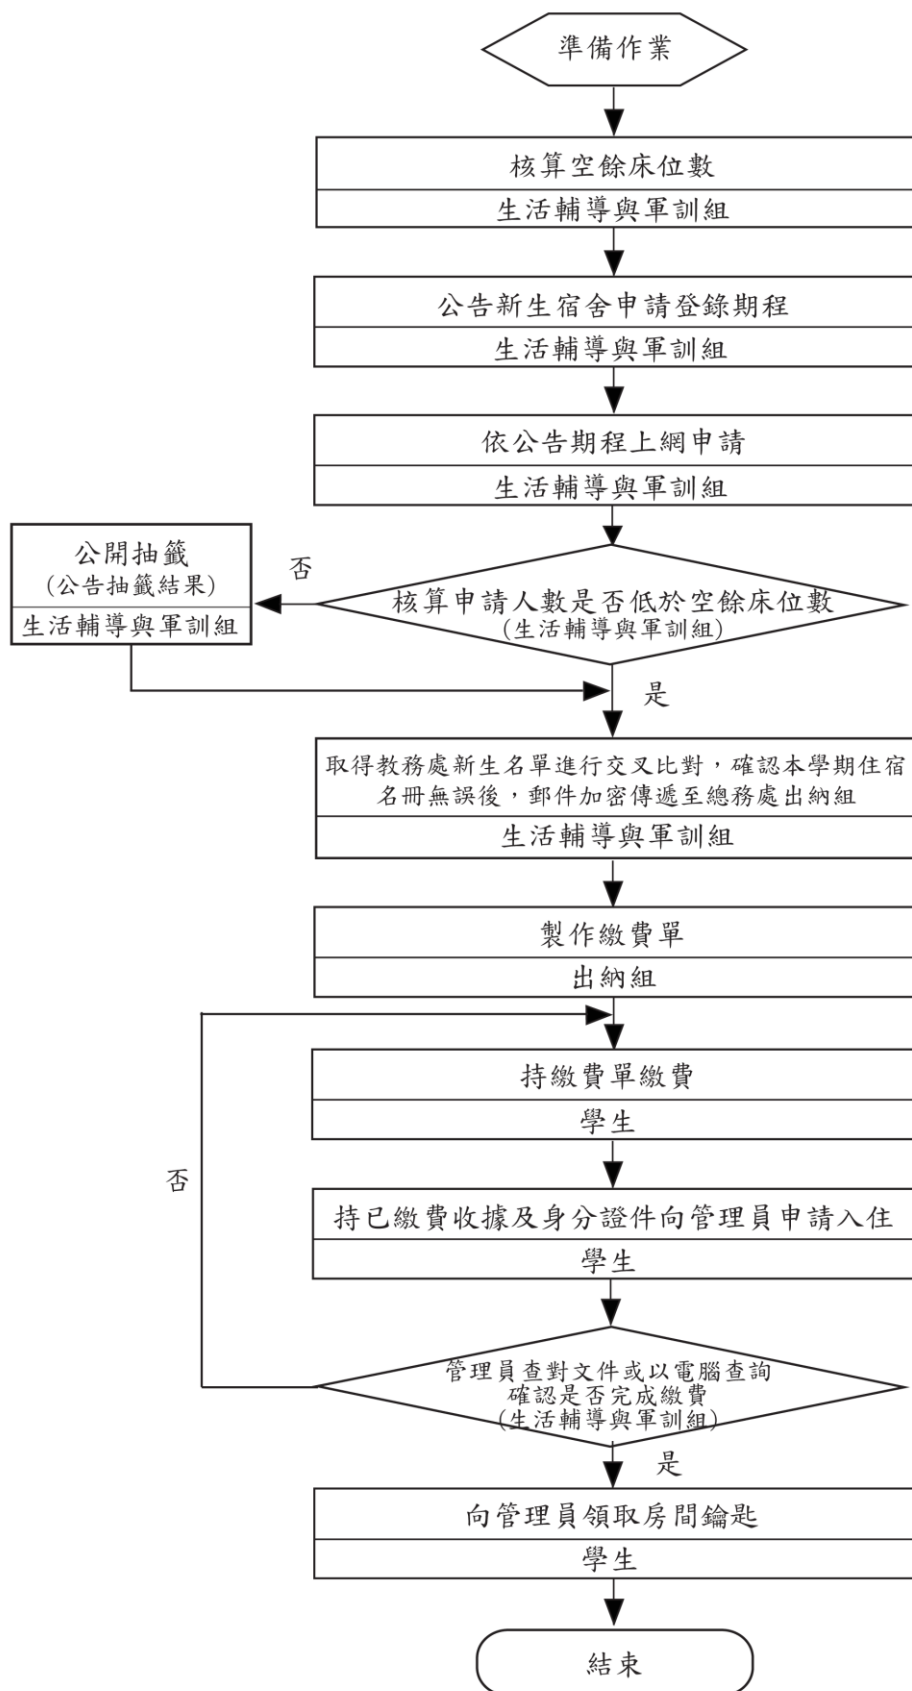 準備作業
核算空餘床位數
生活輔導與軍訓組
公告新生宿舍申請登錄期程
生活輔導與軍訓組
依公告期程上網申請
生活輔導與軍訓組
公開抽籤
(公告抽籤結果)
生活輔導與軍訓組
否
核算申請人數是否低於空餘床位數
(生活輔導與軍訓組)
是
取得教務處新生名單進行交叉比對，確認本學期住宿
名冊無誤後，郵件加密傳遞至總務處出納組
生活輔導與軍訓組
製作繳費單
出納組
持繳費單繳費
學生
否
持已繳費收據及身分證件向管理員申請入住
學生
管理員查對文件或以電腦查詢
確認是否完成繳費
(生活輔導與軍訓組)
是
向管理員領取房間鑰匙
學生
結束